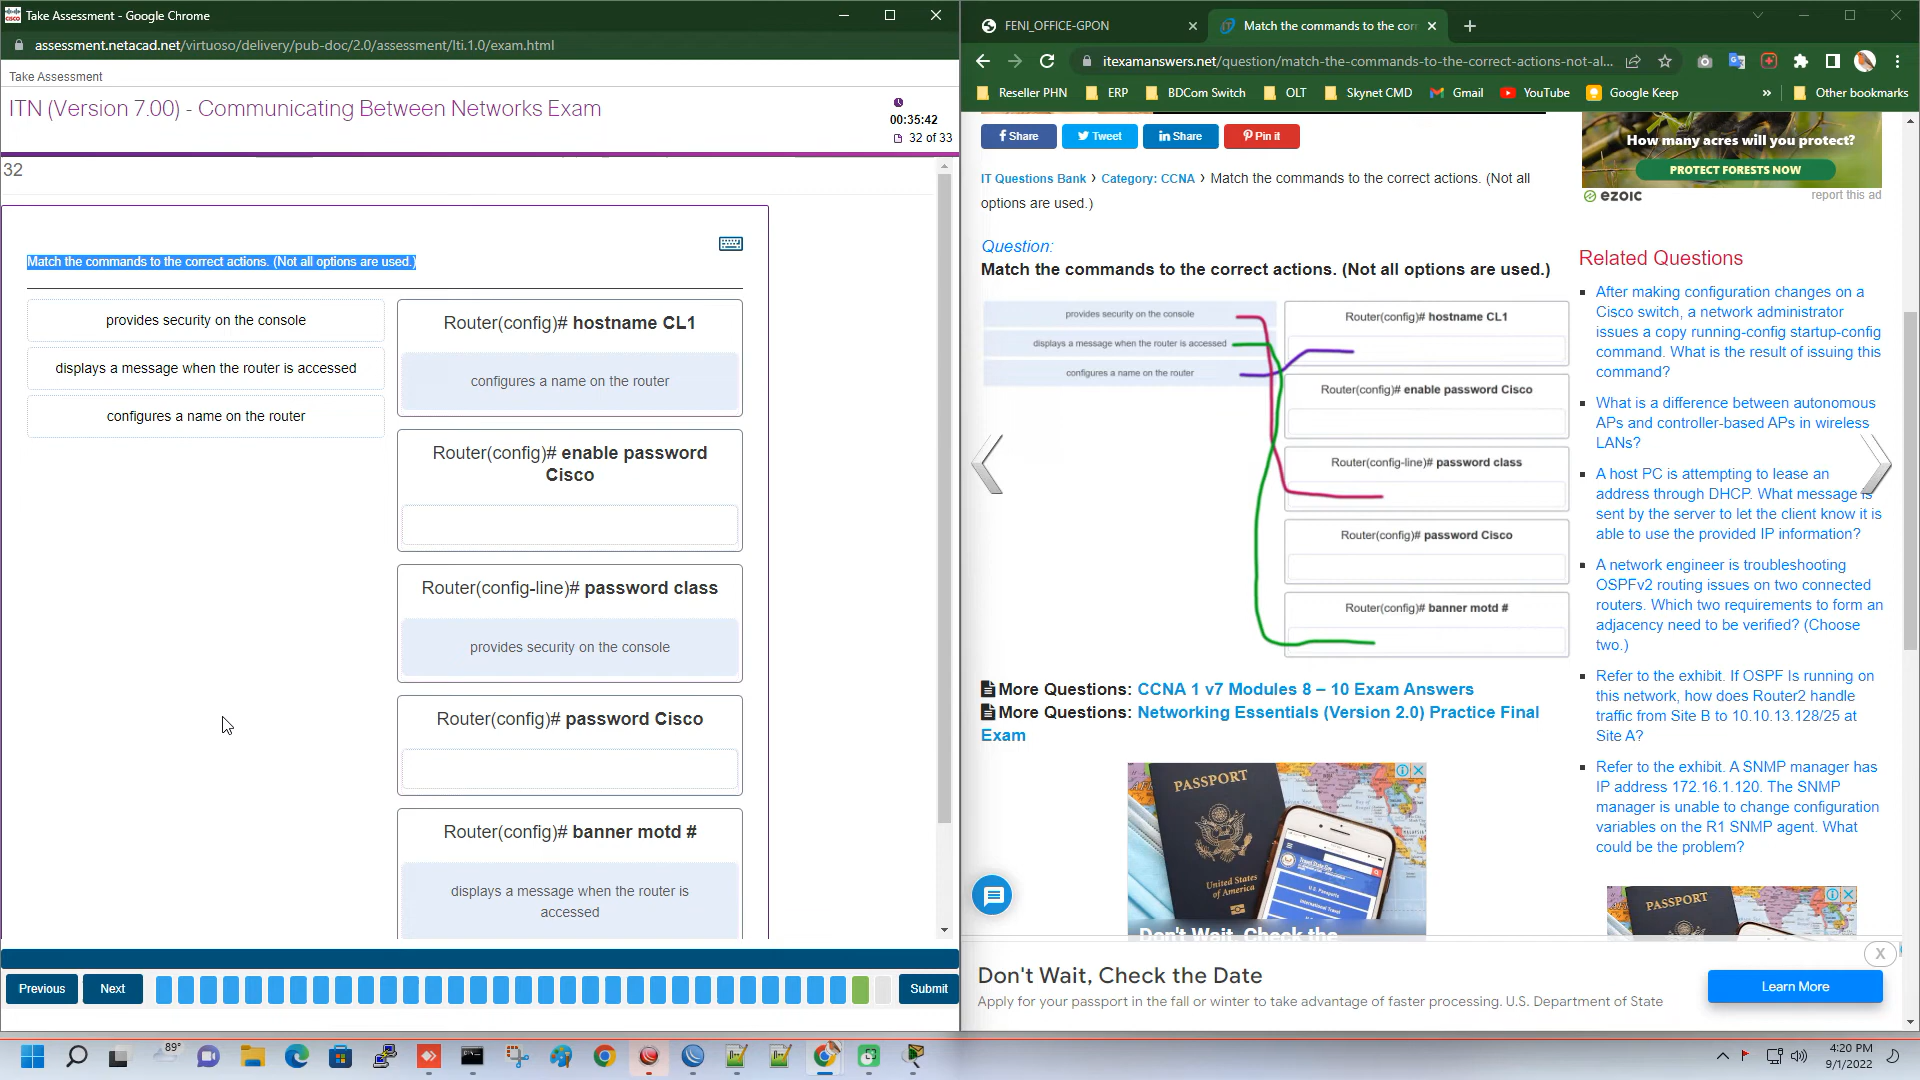 Take Assessment - Google Chrome
assessment.netacad.net/virtuoso/delivery/pub-doc/2.0/assessment/lti.1.0/exam.html
Take Assessment
ITN (Version 7.00) - Communicating Between Networks Exam
00:35:42
32 of 33
32
Match the commands to the correct actions. (Not all options are used.)
provides security on the console
displays a message when the router is accessed
configures a name on the router
Router(config)# hostname CL1
configures a name on the router
Router(config)# enable password
Cisco
Router(config-line)# password class
provides security on the console
Router(config)# password Cisco
Router(config)# banner motd #
displays a message when the router is
accessed
Previous
Next
Submit
FENI_OFFICE-GPON
Match the commands to the cor
itexamanswers.net/question/match-the-commands-to-the-correct-actions-not-al...
Reseller PHN
ERP
BDCom Switch
OLT
Skynet CMD
Gmail
YouTube
Google Keep
»
Other bookmarks
Share
Tweet
Share
Pin it
IT Questions Bank › Category: CCNA › Match the commands to the correct actions. (Not all
options are used.)
Question:
Match the commands to the correct actions. (Not all options are used.)
provides security on the console
displays a message when the router is accessed
configures a name on the router
Router(config)# hostname CL1
Router(config)# enable password Cisco
Router(config-line)# password class
Router(config)# password Cisco
Router(config)# banner motd #
More Questions: CCNA 1 v7 Modules 8 – 10 Exam Answers
More Questions: Networking Essentials (Version 2.0) Practice Final
Exam
PASSPORT
United States
of America
Don't Wait, Check the
How many acres will you protect?
PROTECT FORESTS NOW
ezoic
report this ad
Related Questions
After making configuration changes on a
Cisco switch, a network administrator
issues a copy running-config startup-config
command. What is the result of issuing this
command?
What is a difference between autonomous
APs and controller-based APs in wireless
LANs?
A host PC is attempting to lease an
address through DHCP. What message is
sent by the server to let the client know it is
able to use the provided IP information?
A network engineer is troubleshooting
OSPFv2 routing issues on two connected
routers. Which two requirements to form an
adjacency need to be verified? (Choose
two.)
Refer to the exhibit. If OSPF Is running on
this network, how does Router2 handle
traffic from Site B to 10.10.13.128/25 at
Site A?
Refer to the exhibit. A SNMP manager has
IP address 172.16.1.120. The SNMP
manager is unable to change configuration
variables on the R1 SNMP agent. What
could be the problem?
PASSPORT
X
Don't Wait, Check the Date
Apply for your passport in the fall or winter to take advantage of faster processing. U.S. Department of State
Learn More
89°
4:20 PM
9/1/2022